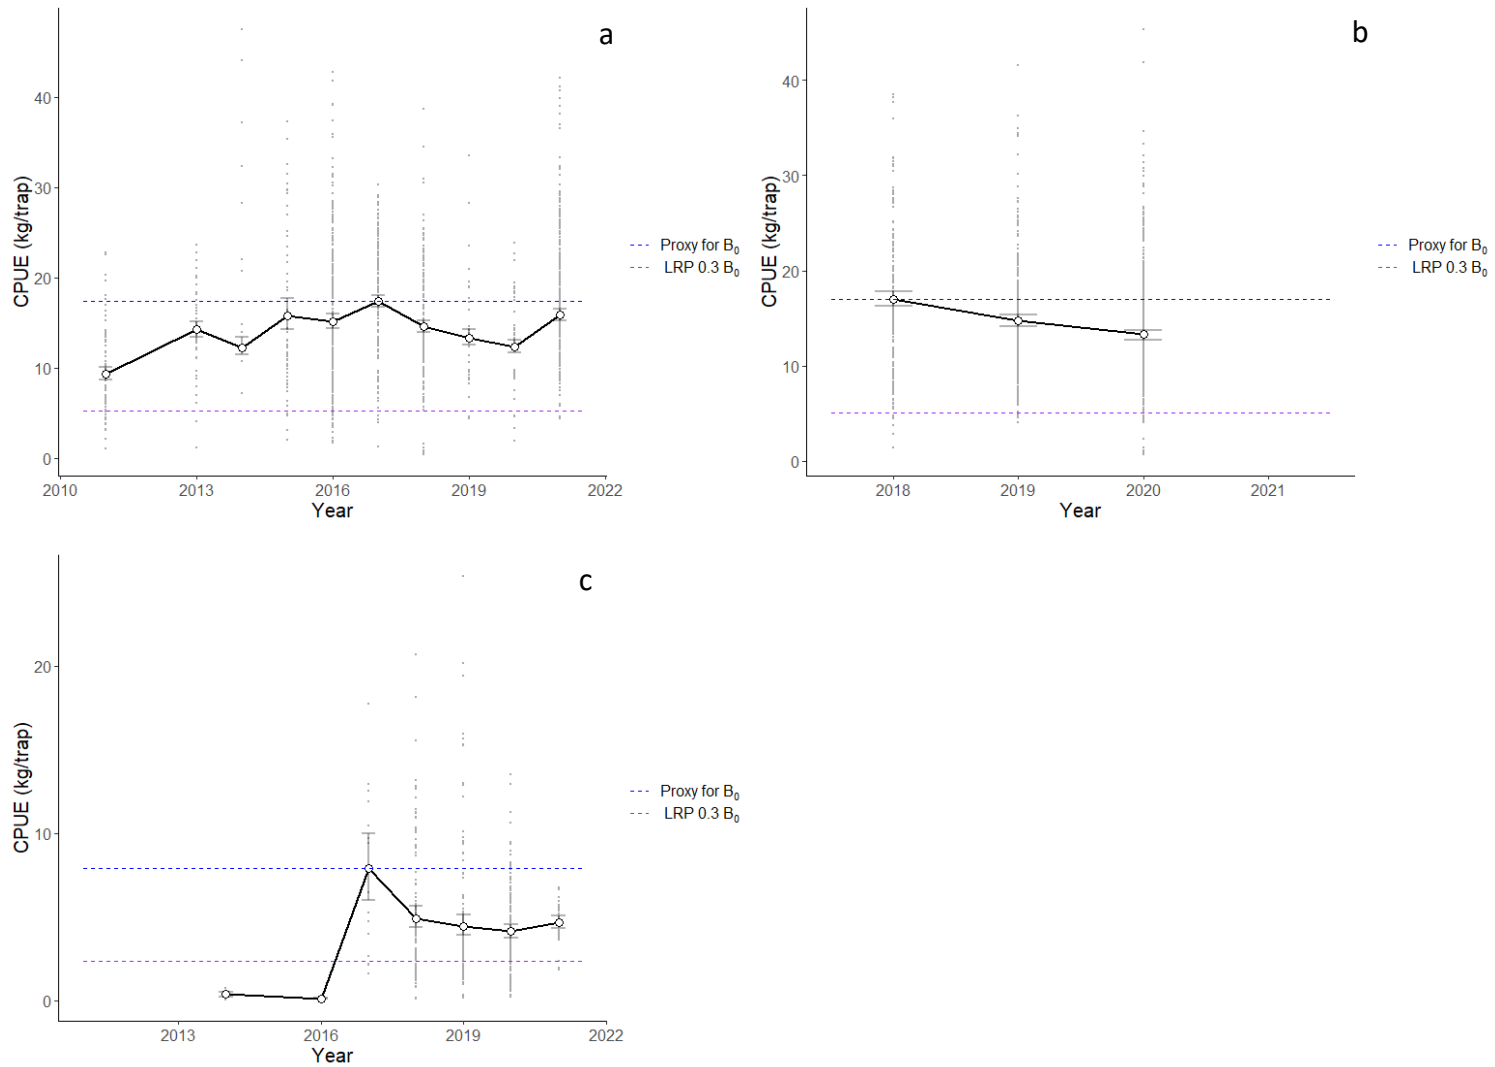 a
40
30
20
10
0
CPUE (kg/trap)
2010 2013 2016 2019 2022
Year
Proxy for B₀
LRP 0.3 B₀
b
40
30
20
10
0
CPUE (kg/trap)
2018 2019 2020 2021
Year
Proxy for B₀
LRP 0.3 B₀
c
20
10
0
CPUE (kg/trap)
2013 2016 2019 2022
Year
Proxy for B₀
LRP 0.3 B₀